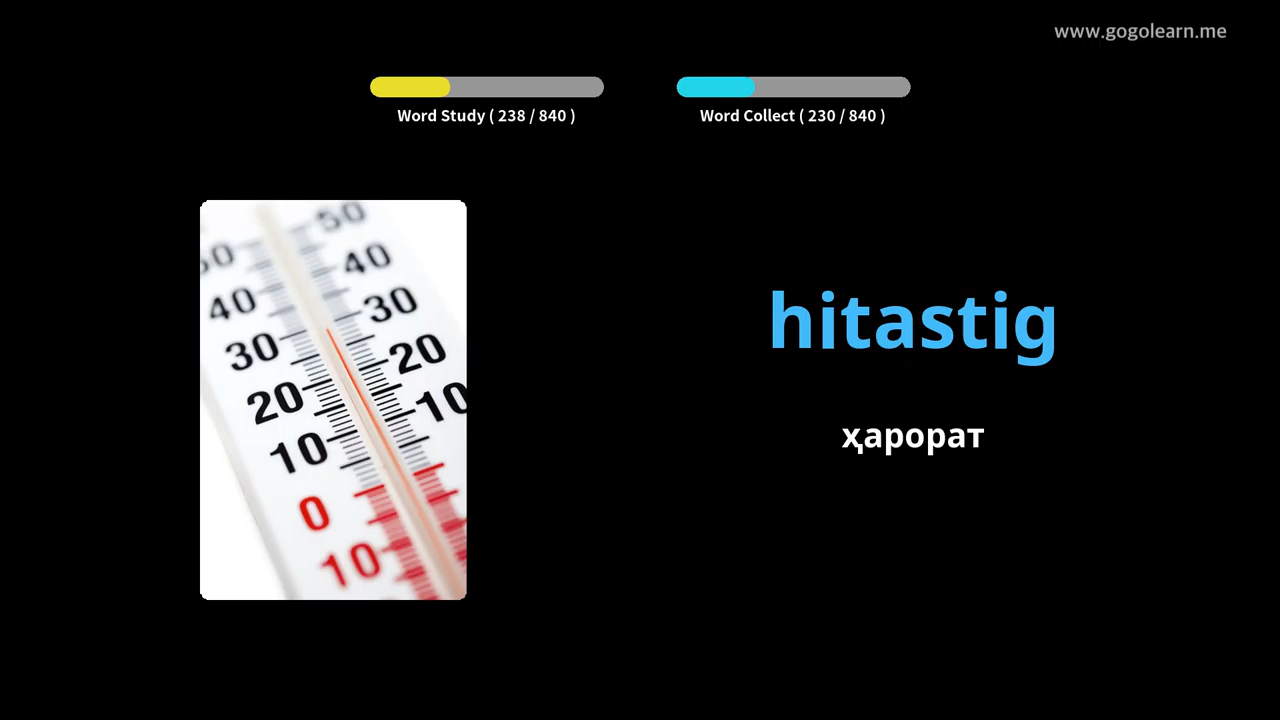 www.gogolearn.me
Word Study ( 238 / 840 )
Word Collect ( 230 / 840 )
50
50
40
40
30
30
20
20
10
10
0
10
hitastig
ҳарорат